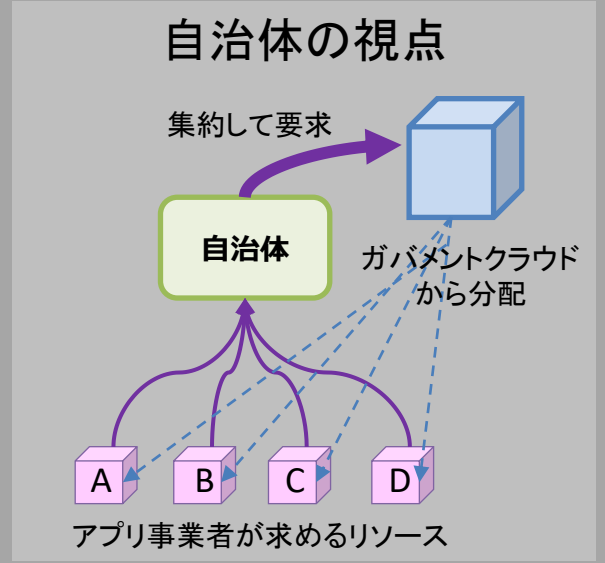 自治体の視点
集約して要求
自治体
ガバメントクラウド
から分配
A
B
C
D
アプリ事業者が求めるリソース